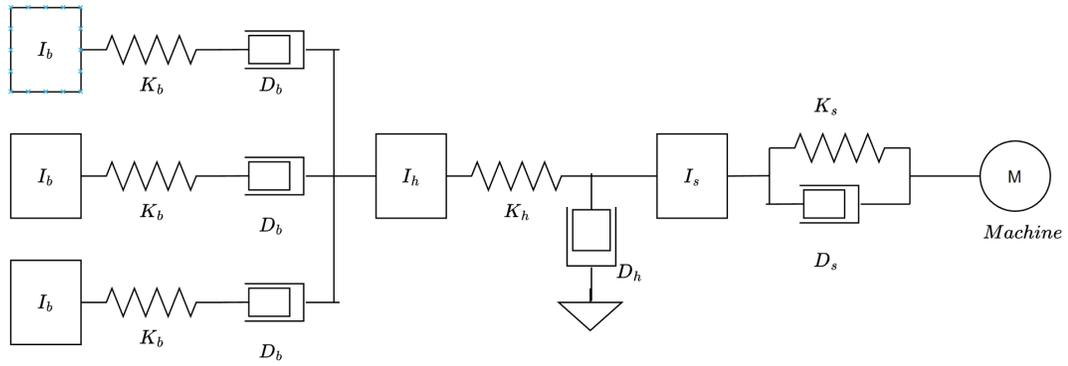 I_b
K_b
D_b
K_s
I_b
K_b
D_b
I_h
K_h
I_s
M
Machine
D_h
D_s
I_b
K_b
D_b